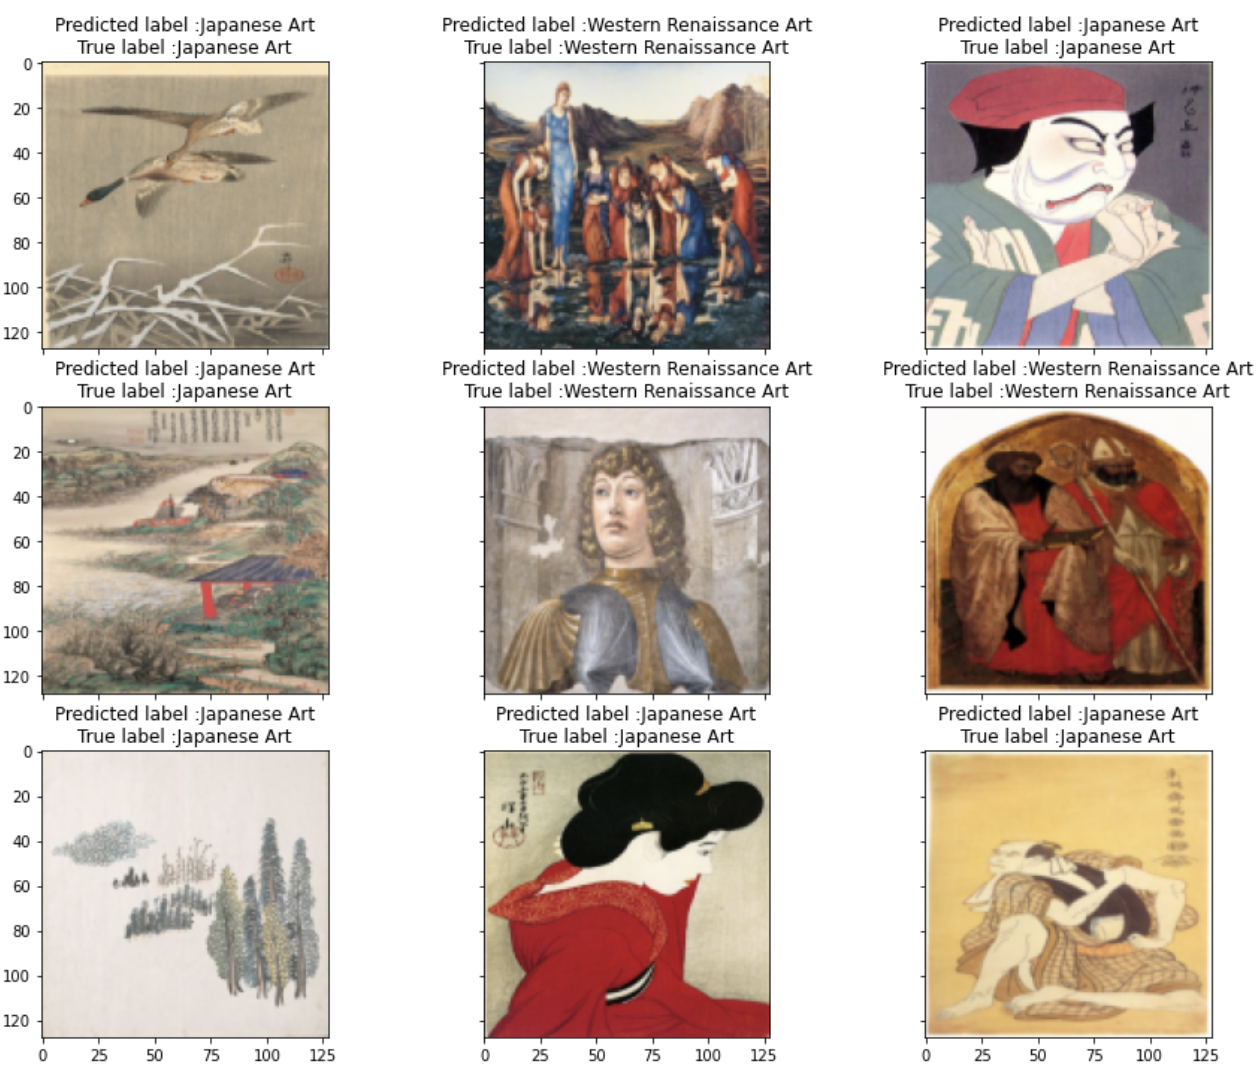 Predicted label :Japanese Art
True label :Japanese Art
Predicted label :Western Renaissance Art
True label :Western Renaissance Art
Predicted label :Japanese Art
True label :Japanese Art
0
20
40
60
80
100
120
Predicted label :Japanese Art
True label :Japanese Art
Predicted label :Western Renaissance Art
True label :Western Renaissance Art
Predicted label :Western Renaissance Art
True label :Western Renaissance Art
0
20
40
60
80
100
120
Predicted label :Japanese Art
True label :Japanese Art
Predicted label :Japanese Art
True label :Japanese Art
Predicted label :Japanese Art
True label :Japanese Art
0
20
40
60
80
100
120
0 25 50 75 100 125
0 25 50 75 100 125
0 25 50 75 100 125